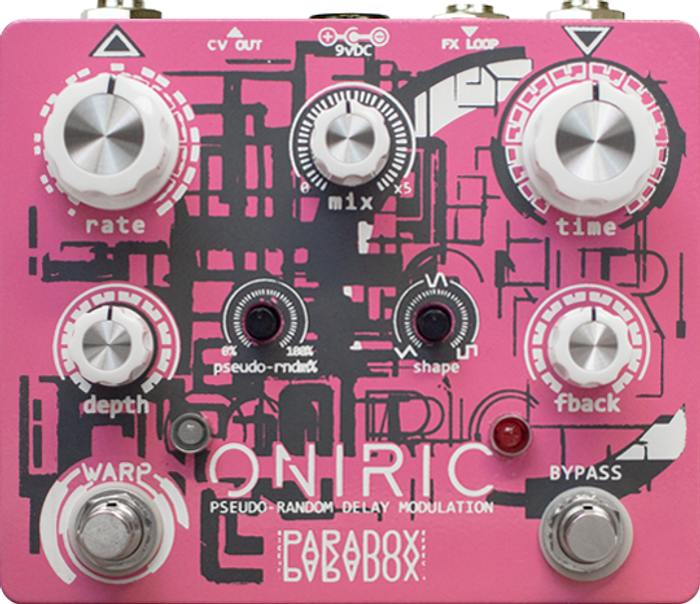 CV OUT
9VDC
FX LOOP
0
x5
mix
rate
time
0%
100%
pseudo-rndm%
shape
depth
fback
WARP
BYPASS
ONIRIC
PSEUDO-RANDOM DELAY MODULATION
PARADOX